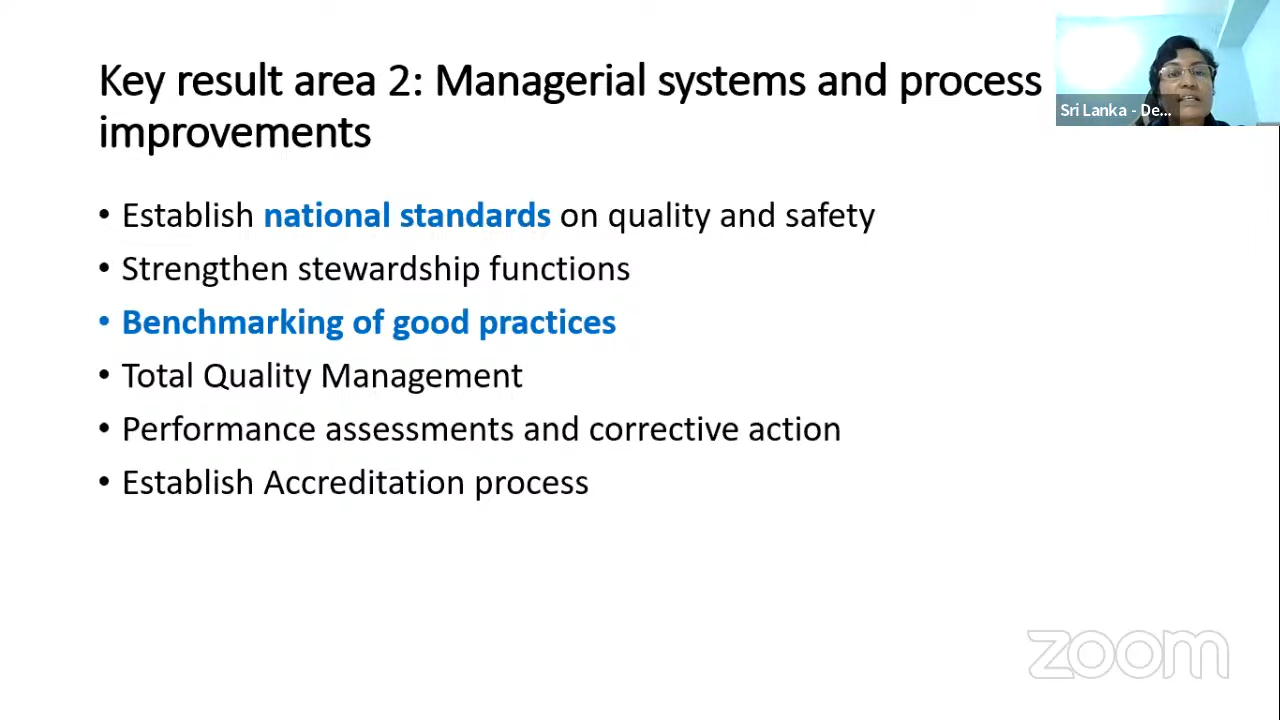 Key result area 2: Managerial systems and process
improvements
Sri Lanka - De...
• Establish national standards on quality and safety
• Strengthen stewardship functions
• Benchmarking of good practices
• Total Quality Management
• Performance assessments and corrective action
• Establish Accreditation process
zoom